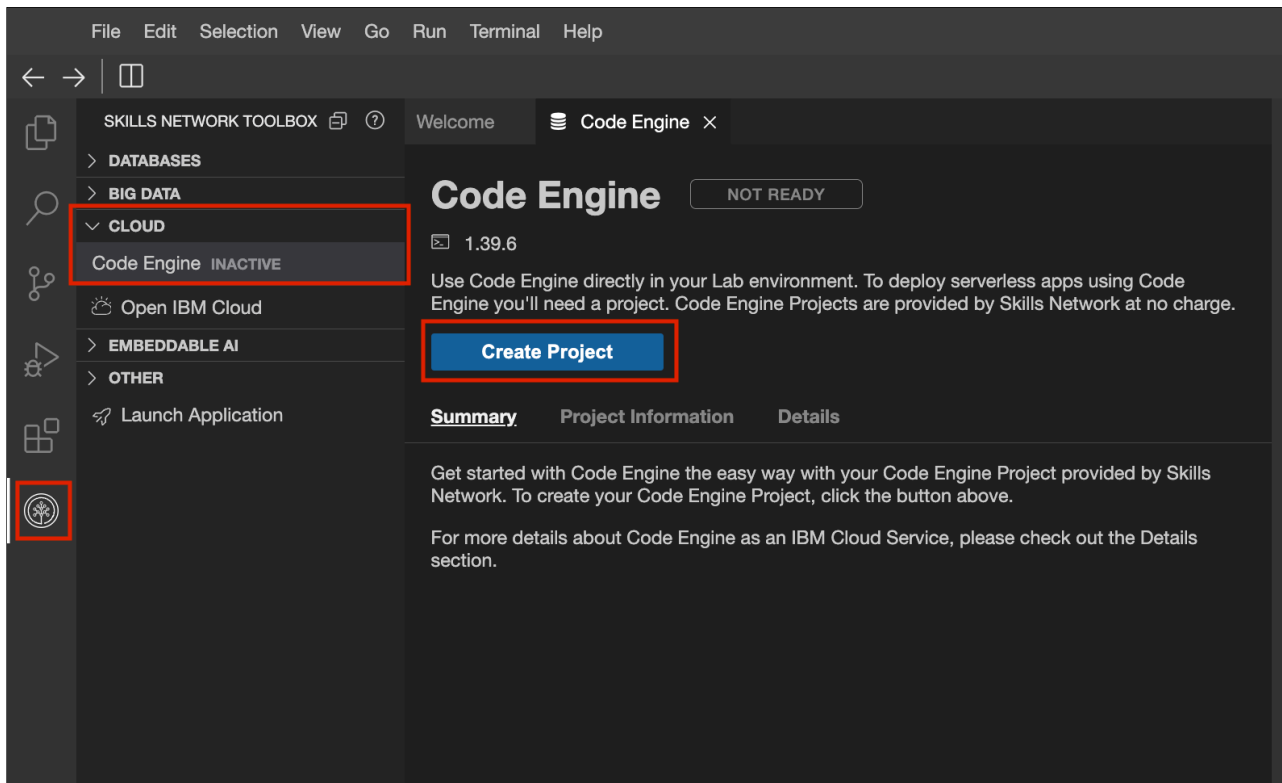 File Edit Selection View Go Run Terminal Help
SKILLS NETWORK TOOLBOX
DATABASES
BIG DATA
CLOUD
Code Engine INACTIVE
Open IBM Cloud
EMBEDDABLE AI
OTHER
Launch Application
Welcome Code Engine
Code Engine NOT READY
1.39.6
Use Code Engine directly in your Lab environment. To deploy serverless apps using Code
Engine you'll need a project. Code Engine Projects are provided by Skills Network at no charge.
Create Project
Summary Project Information Details
Get started with Code Engine the easy way with your Code Engine Project provided by Skills
Network. To create your Code Engine Project, click the button above.
For more details about Code Engine as an IBM Cloud Service, please check out the Details
section.